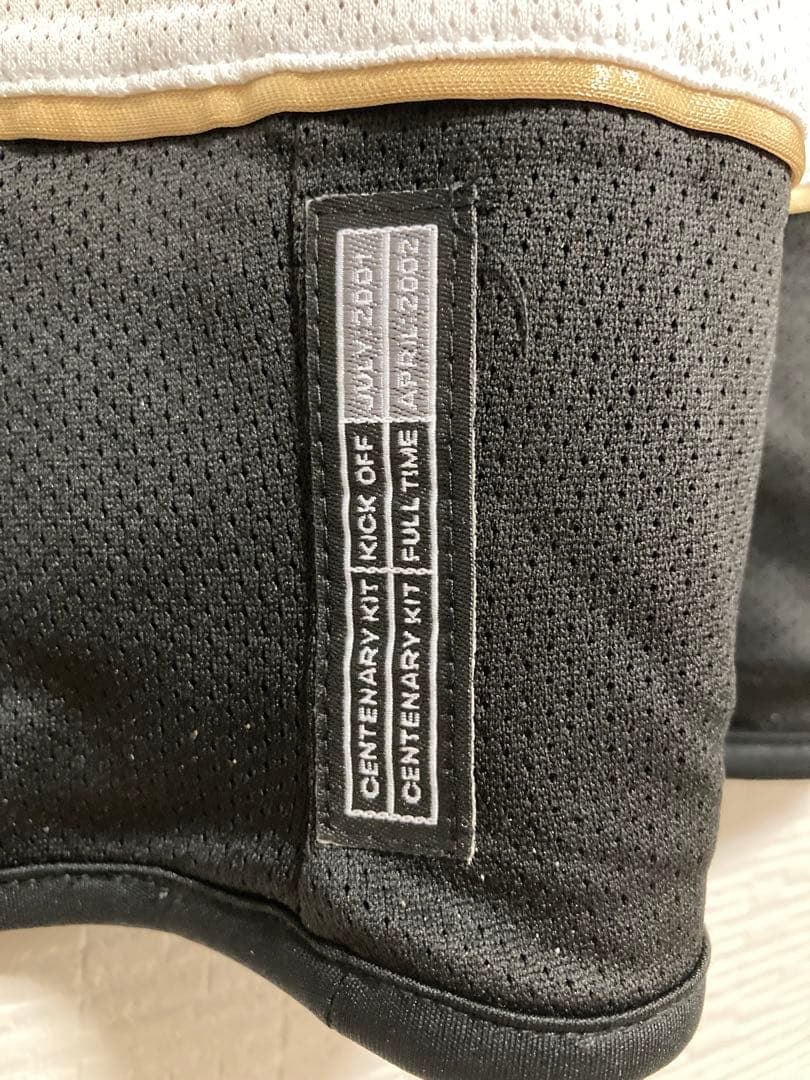 CENTENARY KIT KICK OFF JULY/2001
CENTENARY KIT FULL TIME APRIL/2002